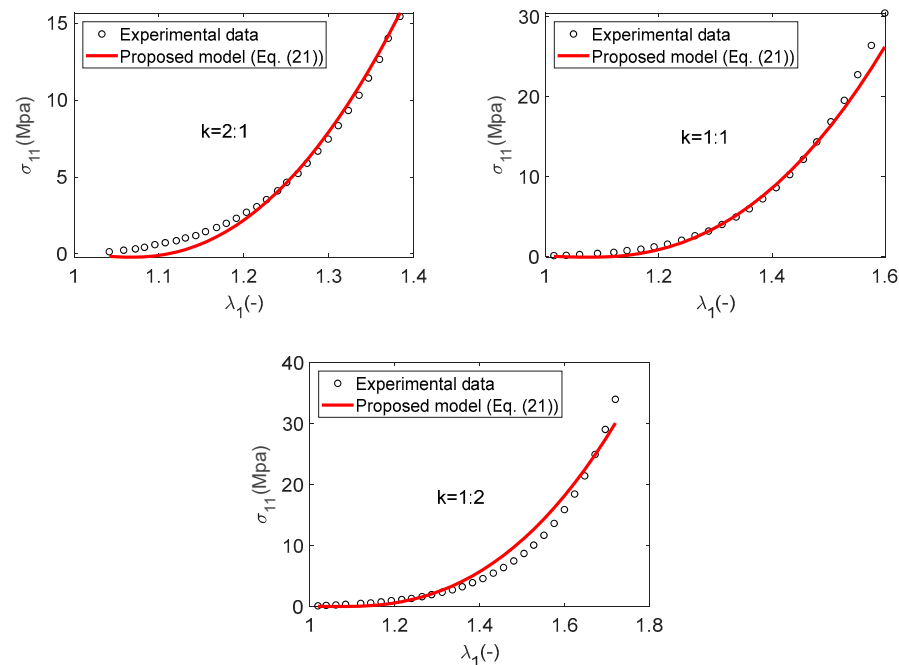 15
10
5
0
1
1.1
1.2
1.3
1.4
σ11(Mpa)
λ1(-)
Experimental data
Proposed model (Eq. (21))
k=2:1
30
20
10
0
1
1.2
1.4
1.6
σ11(Mpa)
λ1(-)
Experimental data
Proposed model (Eq. (21))
k=1:1
40
30
20
10
0
1
1.2
1.4
1.6
1.8
σ11(Mpa)
λ1(-)
Experimental data
Proposed model (Eq. (21))
k=1:2